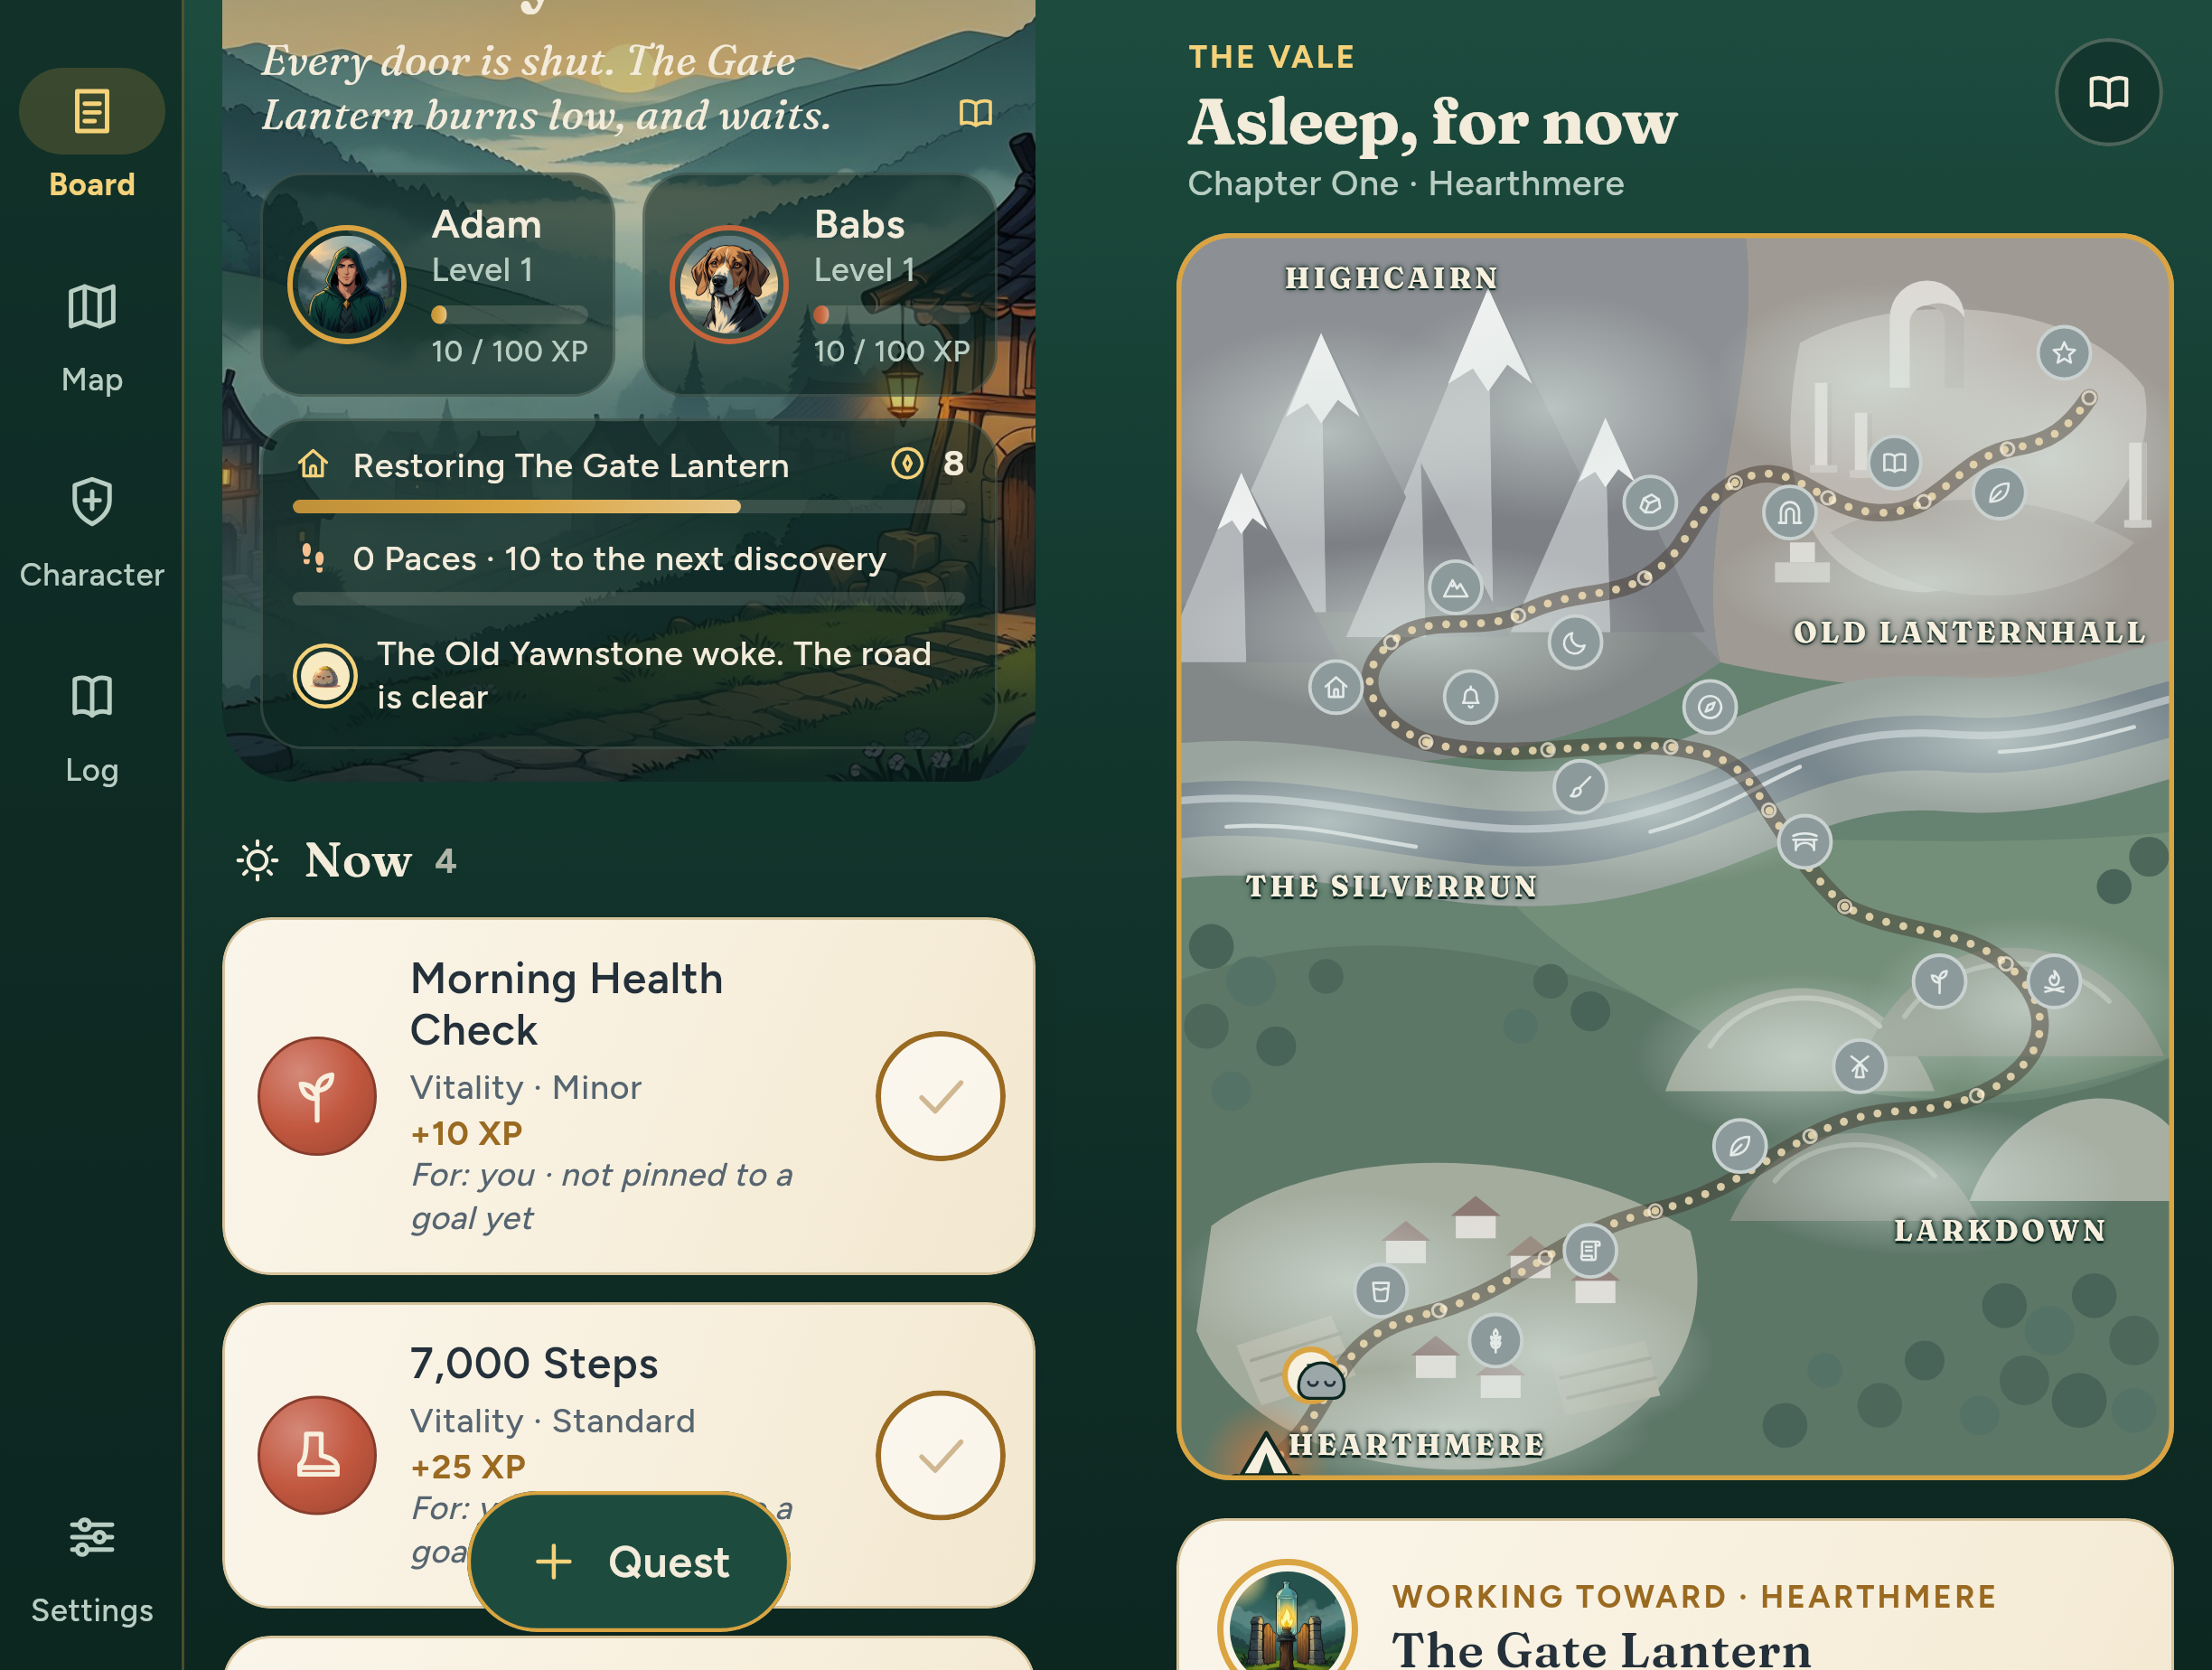 Board
Map
Character
Log
Settings
Every door is shut. The Gate
Lantern burns low, and waits.
Adam
Level 1
10 / 100 XP
Babs
Level 1
10 / 100 XP
Restoring The Gate Lantern
8
0 Paces · 10 to the next discovery
The Old Yawnstone woke. The road
is clear
Now 4
Morning Health
Check
Vitality · Minor
+10 XP
For: you · not pinned to a
goal yet
7,000 Steps
Vitality · Standard
+25 XP
For:
a
Quest
THE VALE
Asleep, for now
Chapter One · Hearthmere
HIGHCAIRN
OLD LANTERNHALL
THE SILVERRUN
LARKDOWN
HEARTHMERE
WORKING TOWARD · HEARTHMERE
The Gate Lantern